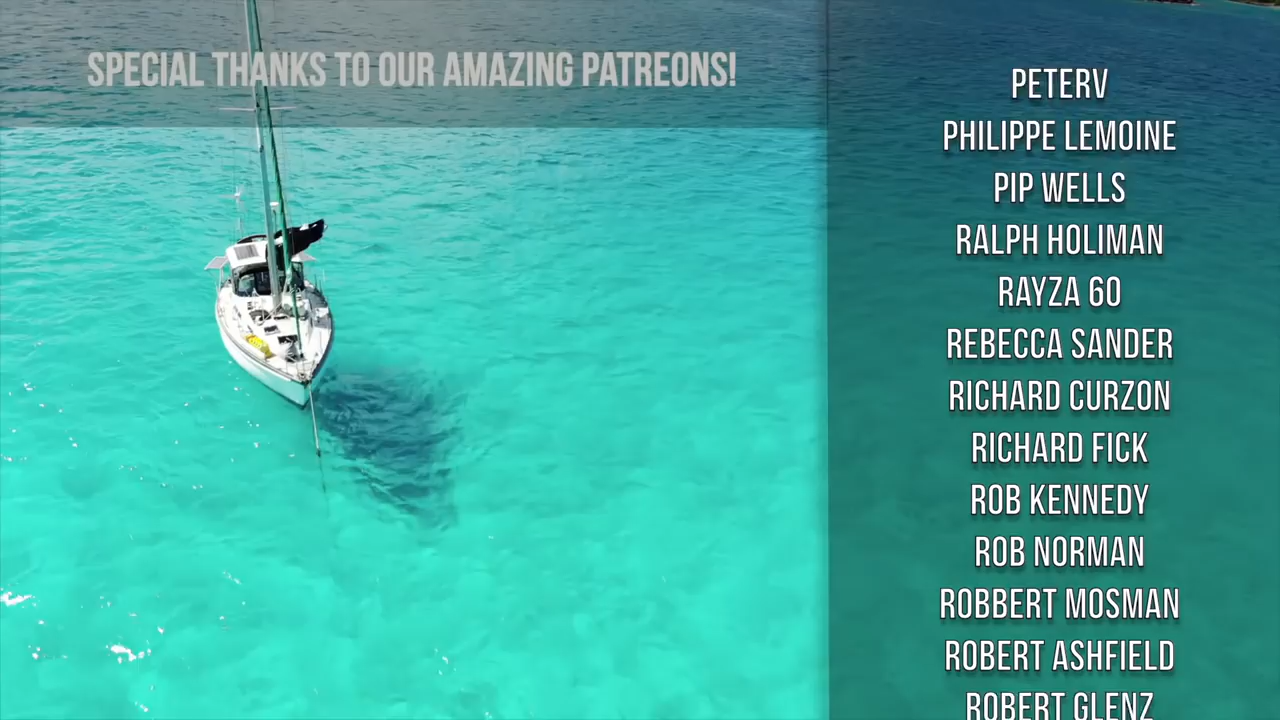 SPECIAL THANKS TO OUR AMAZING PATREONS!
PETERV
PHILIPPE LEMOINE
PIP WELLS
RALPH HOLIMAN
RAYZA 60
REBECCA SANDER
RICHARD CURZON
RICHARD FICK
ROB KENNEDY
ROB NORMAN
ROBBERT MOSMAN
ROBERT ASHFIELD
ROBERT GLENZ